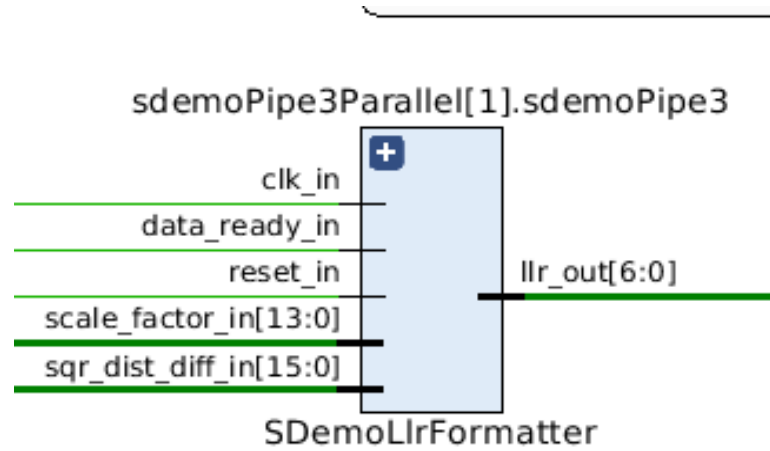 sdemoPipe3Parallel[1].sdemoPipe3
clk_in
data_ready_in
reset_in
llr_out[6:0]
scale_factor_in[13:0]
sqr_dist_diff_in[15:0]
SDemoLlrFormatter